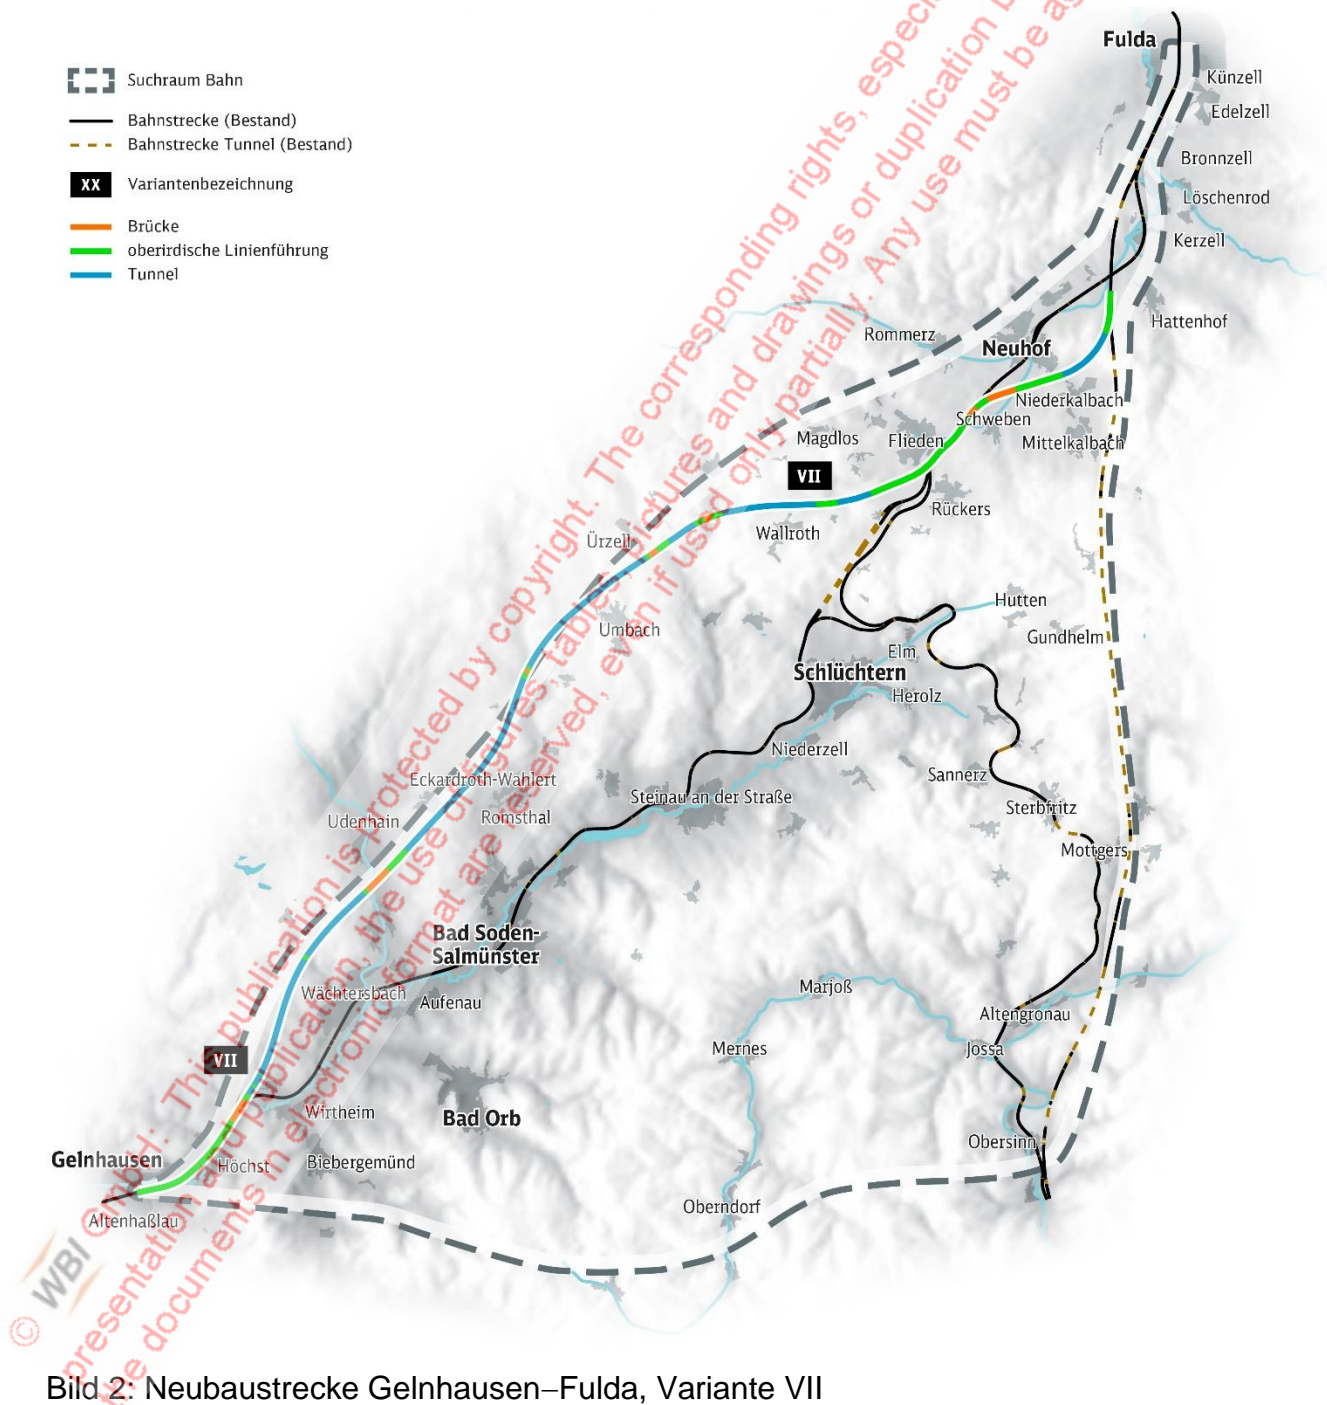 Fulda
Künzell
Edelzell
Bronnzell
Löschenrod
Kerzell
Hattenhof
Suchraum Bahn
Bahnstrecke (Bestand)
Bahnstrecke Tunnel (Bestand)
XX Variantenbezeichnung
Brücke
oberirdische Linienführung
Tunnel
Rommerz
Neuhof
Niederkalbach
Schweben
Magdlos
Flieden
Mittelkalbach
VII
Rückers
Wallroth
Ürzell
Hutten
Umbach
Gundhelm
Elm
Schlüchtern
Herolz
Niederzell
Eckardroth-Wahlert
Sannerz
Steinau an der Straße
Romsthal
Udenhain
Sterbfritz
Mottgers
Bad Soden-
Salmünster
Wächtersbach
Aufenau
Marjoß
Altengronau
Mernes
Jossa
VII
Wirtheim
Bad Orb
Obersinn
Gelnhausen
Höchst
Biebergemünd
Oberndorf
Altenhaßlau
© WBI GmbH: This publication is protected by copyright. The corresponding rights, especially
presentation and publication, the use of figures, tables, pictures and drawings or duplication
the documents in electronic format are reserved, even if used only partially. Any use must be
Bild 2: Neubaustrecke Gelnhausen–Fulda, Variante VII